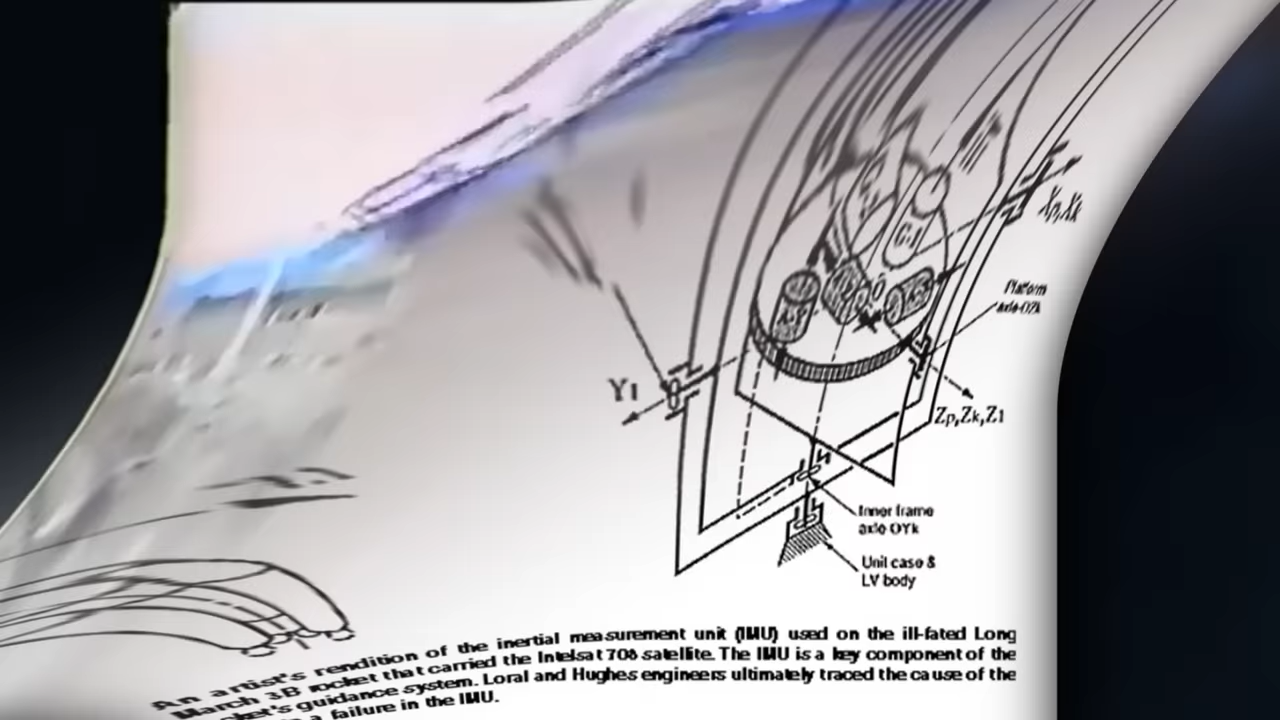 Xp,Xk
G-1
Platform
axle OZk
Y1
Zp,Zk,Z1
Inner frame
axle OYk
Unit case &
LV body
An artist's rendition of the inertial measurement unit (IMU) used on the ill-fated Long
March 3B rocket that carried the Intelsat 708 satellite. The IMU is a key component of the
guidance system. Loral and Hughes engineers ultimately traced the cause of the
a failure in the IMU.